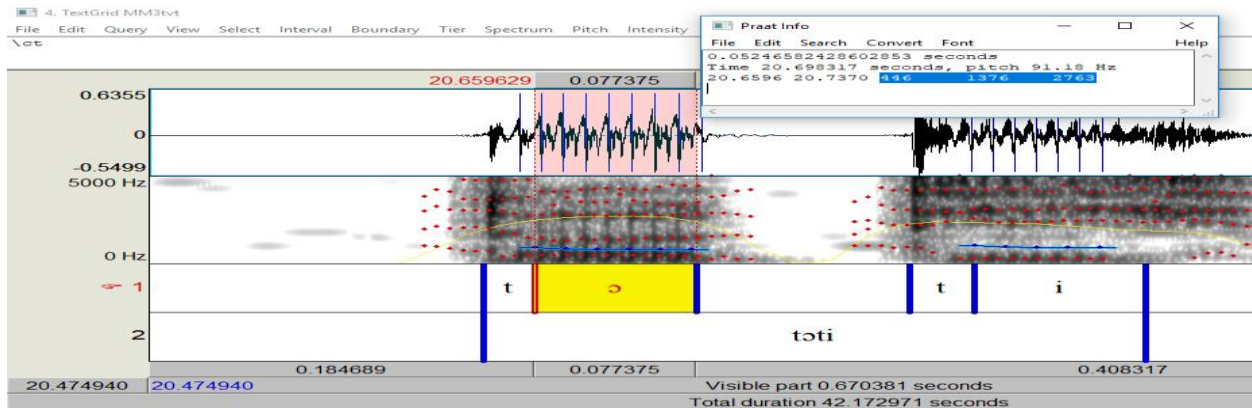 4. TextGrid MM3tvt
File Edit Query View Select Interval Boundary Tier Spectrum Pitch Intensity
\ct
Praat Info
File Edit Search Convert Font Help
0.05246582428602853 seconds
Time 20.698317 seconds, pitch 91.18 Hz
20.6596 20.7370 446 1376 2763
20.659629 0.077375
0.6355
0
-0.5499
5000 Hz
0 Hz
☞ 1 t ɔ t i
2 tɔti
0.184689 0.077375 0.408317
20.474940 20.474940 Visible part 0.670381 seconds
Total duration 42.172971 seconds